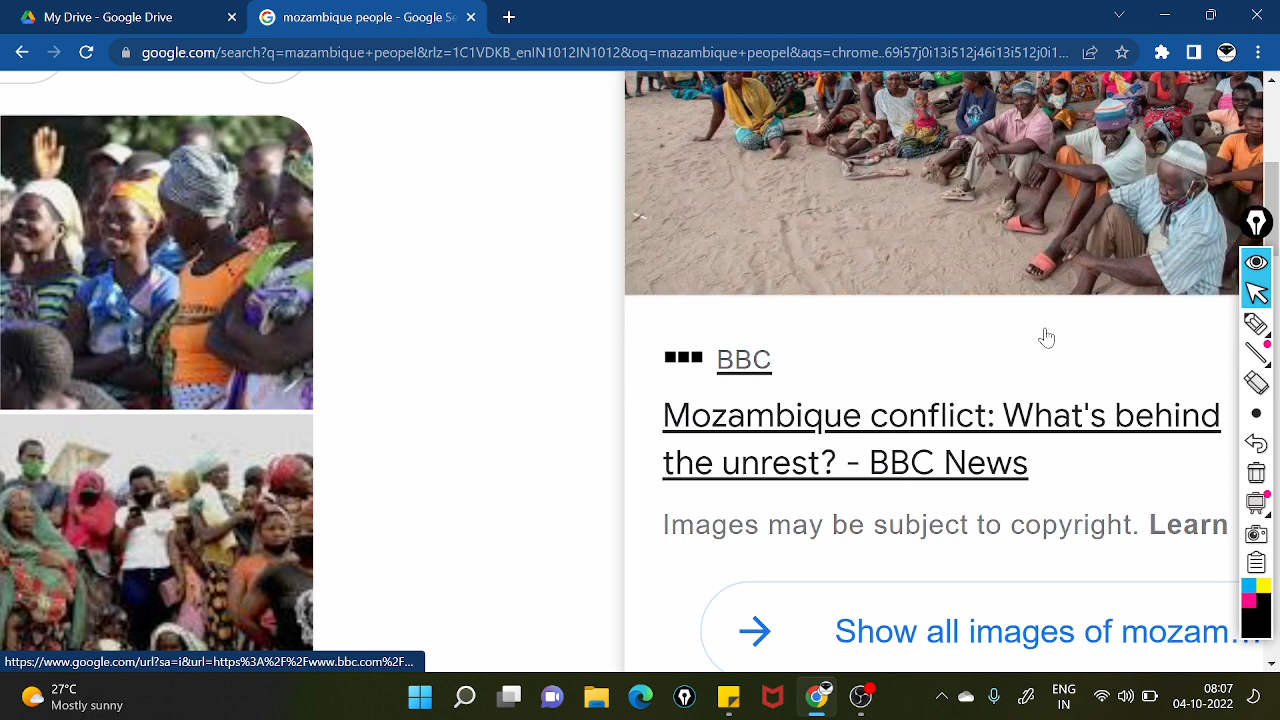 My Drive - Google Drive
mozambique people - Google Se
google.com/search?q=mazambique+peopel&rlz=1C1VDKB_enIN1012IN1012&oq=mazambique+peopel&aqs=chrome..69i57j0i13i512j46i13i512j0i1...
BBC
Mozambique conflict: What's behind
the unrest? - BBC News
Images may be subject to copyright. Learn
Show all images of mozam...
https://www.google.com/url?sa=i&url=https%3A%2F%2Fwww.bbc.com%2F...
27°C
Mostly sunny
ENG
IN
08:07
04-10-2022